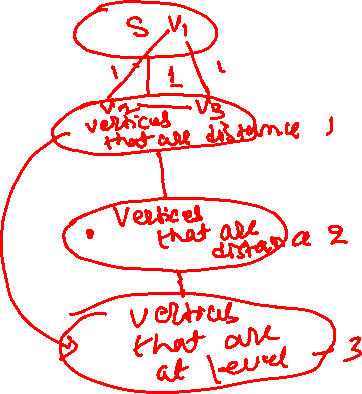 S V1
1 1 1
V2 V3
vertices
that are distance 1
Vertices
that are
distance 2
vertices
that are
at level - 3